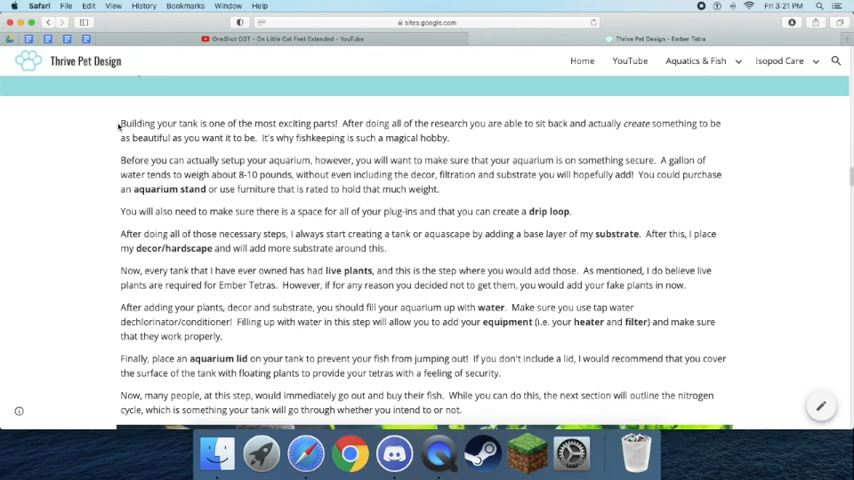 Safari File Edit View History Bookmarks Window Help Fri 3:21 PM
sites.google.com
OneShot OST - On Little Cat Feet Extended - YouTube Thrive Pet Design - Ember Tetra
Thrive Pet Design Home YouTube Aquatics & Fish Isopod Care
Building your tank is one of the most exciting parts! After doing all of the research you are able to sit back and actually create something to be
as beautiful as you want it to be. It's why fishkeeping is such a magical hobby.
Before you can actually setup your aquarium, however, you will want to make sure that your aquarium is on something secure. A gallon of
water tends to weigh about 8-10 pounds, without even including the decor, filtration and substrate you will hopefully add! You could purchase
an aquarium stand or use furniture that is rated to hold that much weight.
You will also need to make sure there is a space for all of your plug-ins and that you can create a drip loop.
After doing all of those necessary steps, I always start creating a tank or aquascape by adding a base layer of my substrate. After this, I place
my decor/hardscape and will add more substrate around this.
Now, every tank that I have ever owned has had live plants, and this is the step where you would add those. As mentioned, I do believe live
plants are required for Ember Tetras. However, if for any reason you decided not to get them, you would add your fake plants in now.
After adding your plants, decor and substrate, you should fill your aquarium up with water. Make sure you use tap water
dechlorinator/conditioner! Filling up with water in this step will allow you to add your equipment (i.e. your heater and filter) and make sure
that they work properly.
Finally, place an aquarium lid on your tank to prevent your fish from jumping out! If you don't include a lid, I would recommend that you cover
the surface of the tank with floating plants to provide your tetras with a feeling of security.
Now, many people, at this step, would immediately go out and buy their fish. While you can do this, the next section will outline the nitrogen
cycle, which is something your tank will go through whether you intend to or not.